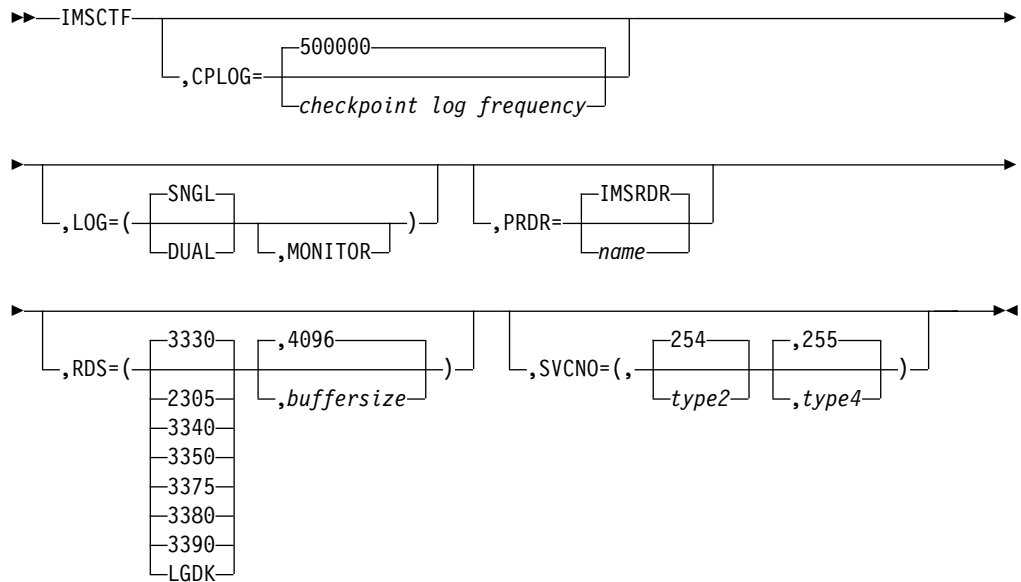 IMSCTF
500000
,CPLOG=
checkpoint log frequency
SNGL
,LOG=( )
DUAL ,MONITOR
IMSRDR
,PRDR=
name
3330 ,4096
,RDS=( )
2305 ,buffersize
3340
3350
3375
3380
3390
LGDK
254 ,255
,SVCNO=(, )
type2 ,type4